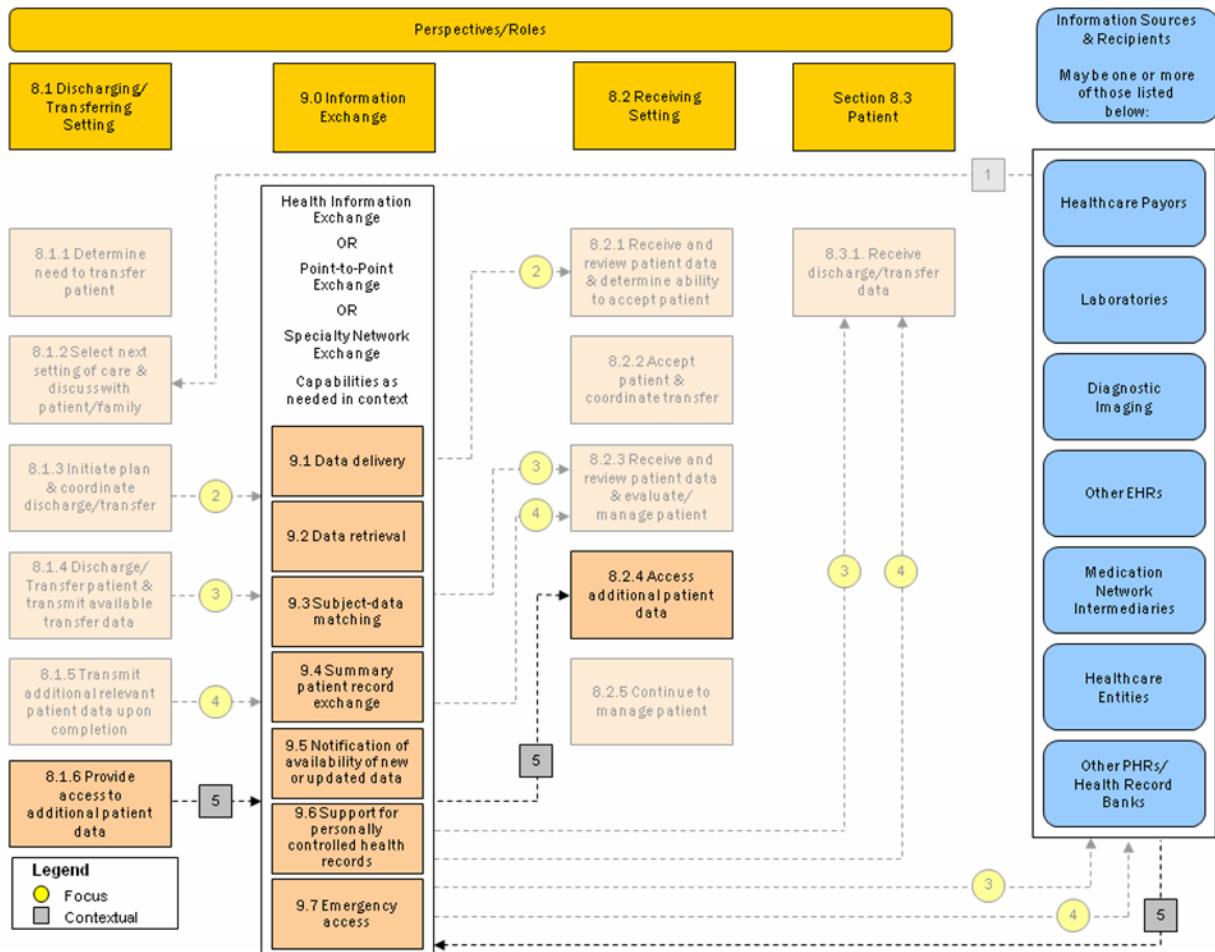 Perspectives/Roles
Information Sources
& Recipients
May be one or more
of those listed
below:
8.1 Discharging/
Transferring
Setting
9.0 Information
Exchange
8.2 Receiving
Setting
Section 8.3
Patient
1
Health Information
Exchange
OR
Point-to-Point
Exchange
OR
Specialty Network
Exchange
Capabilities as
needed in context
8.1.1 Determine
need to transfer
patient
8.1.2 Select next
setting of care &
discuss with
patient/family
8.1.3 Initiate plan
& coordinate
discharge/transfer
2
8.1.4 Discharge/
Transfer patient &
transmit available
transfer data
3
8.1.5 Transmit
additional relevant
patient data upon
completion
4
8.1.6 Provide
access to
additional patient
data
5
9.1 Data delivery
9.2 Data retrieval
9.3 Subject-data
matching
9.4 Summary
patient record
exchange
9.5 Notification of
availability of new
or updated data
9.6 Support for
personally
controlled health
records
9.7 Emergency
access
2
3
4
5
8.2.1 Receive and
review patient data
& determine ability
to accept patient
8.2.2 Accept
patient &
coordinate transfer
8.2.3 Receive and
review patient data
& evaluate/
manage patient
8.2.4 Access
additional patient
data
8.2.5 Continue to
manage patient
8.3.1. Receive
discharge/transfer
data
3
4
3
4
5
Healthcare Payors
Laboratories
Diagnostic
Imaging
Other EHRs
Medication
Network
Intermediaries
Healthcare
Entities
Other PHRs/
Health Record
Banks
Legend
Focus
Contextual